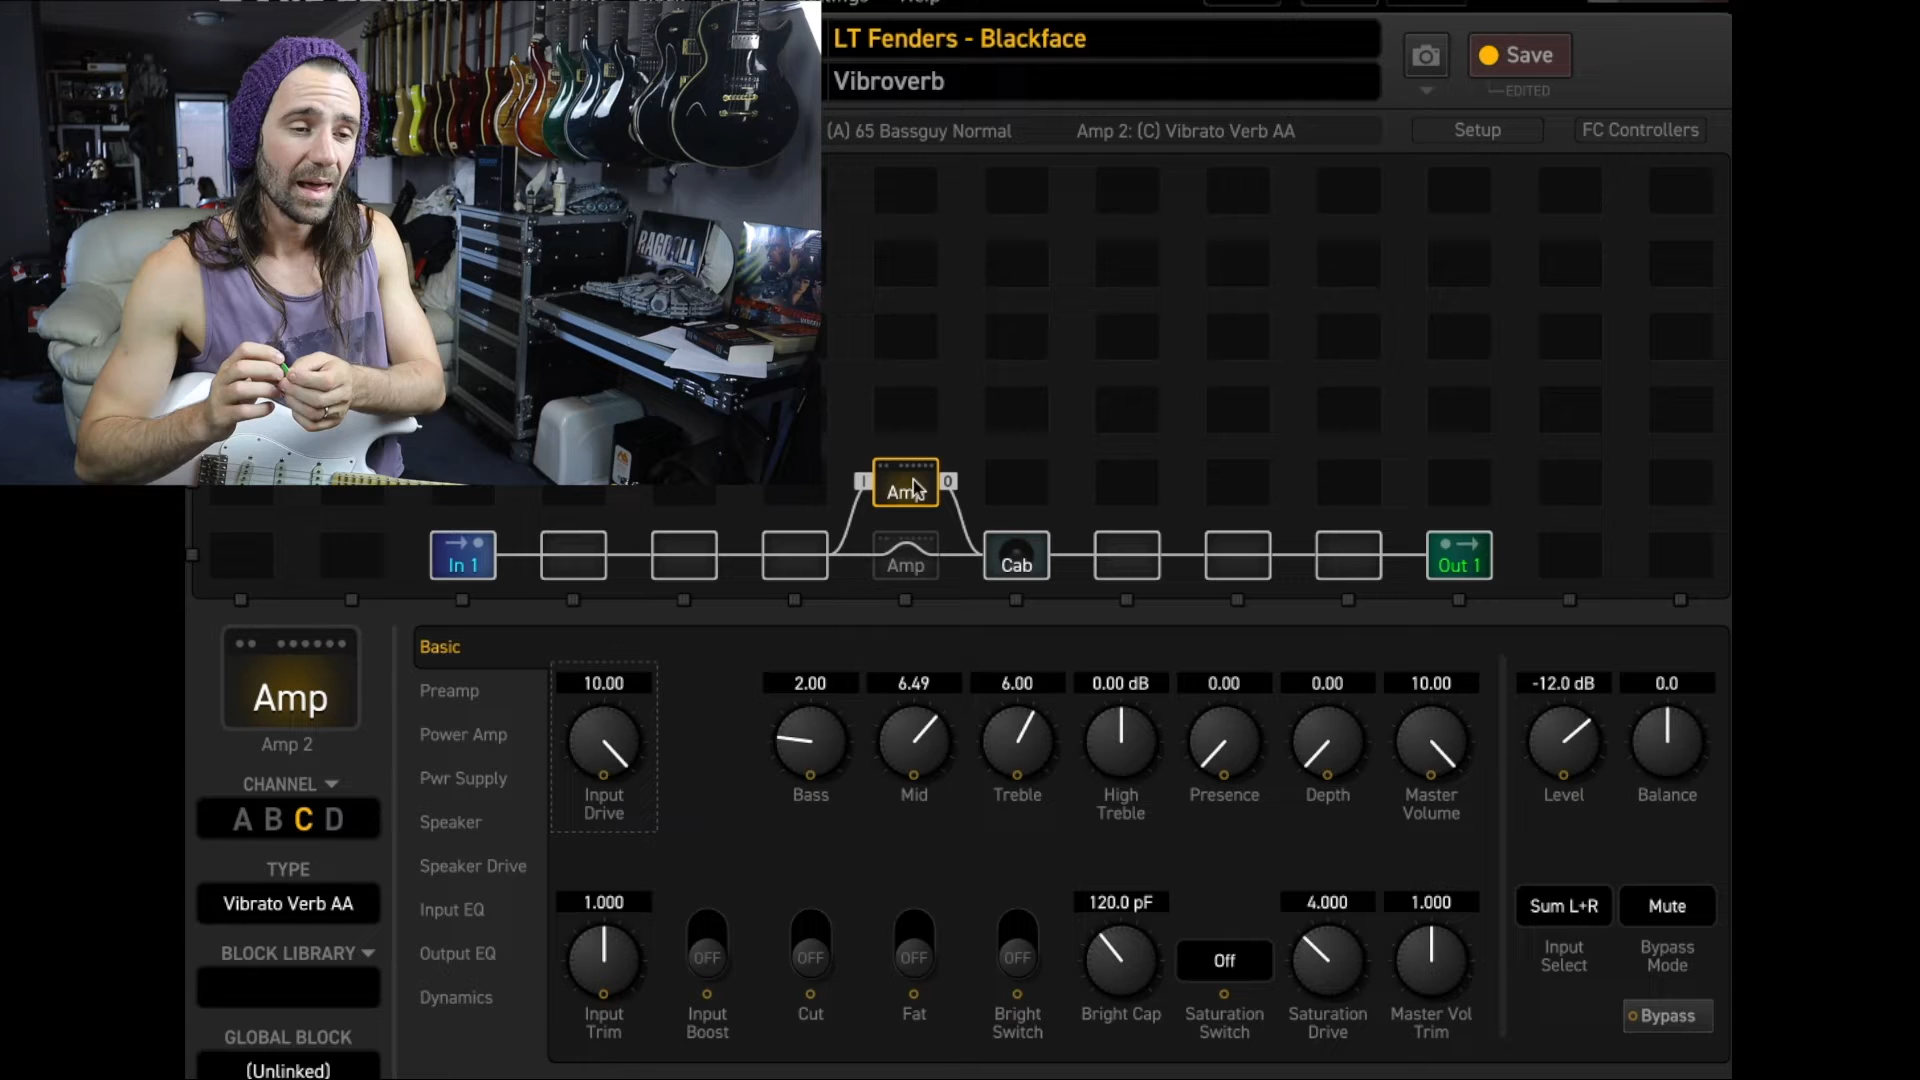 LT Fenders - Blackface
Vibroverb
Save
EDITED
(A) 65 Bassguy Normal
Amp 2: (C) Vibrato Verb AA
Setup
FC Controllers
RAGDOLL
I
Amp
O
In 1
Amp
Cab
Out 1
Amp
Amp 2
CHANNEL
A B C D
TYPE
Vibrato Verb AA
BLOCK LIBRARY
GLOBAL BLOCK
(Unlinked)
Basic
Preamp
Power Amp
Pwr Supply
Speaker
Speaker Drive
Input EQ
Output EQ
Dynamics
10.00
2.00
6.49
6.00
0.00 dB
0.00
0.00
10.00
-12.0 dB
0.0
Input
Drive
Bass
Mid
Treble
High
Treble
Presence
Depth
Master
Volume
Level
Balance
1.000
OFF
OFF
OFF
OFF
120.0 pF
Off
4.000
1.000
Sum L+R
Mute
Input
Select
Bypass
Mode
Input
Trim
Input
Boost
Cut
Fat
Bright
Switch
Bright Cap
Saturation
Switch
Saturation
Drive
Master Vol
Trim
Bypass